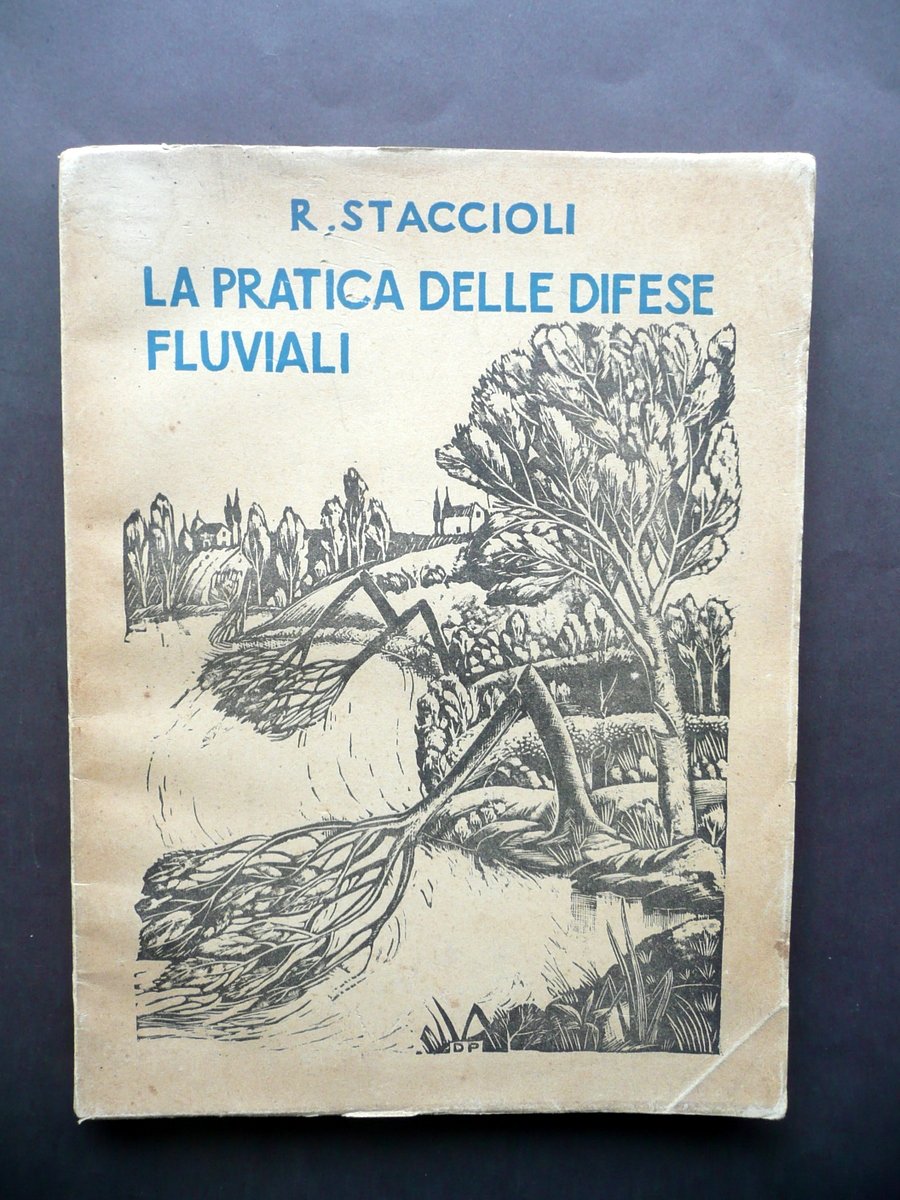 R. STACCIOLI
LA PRATICA DELLE DIFESE
FLUVIALI
DP